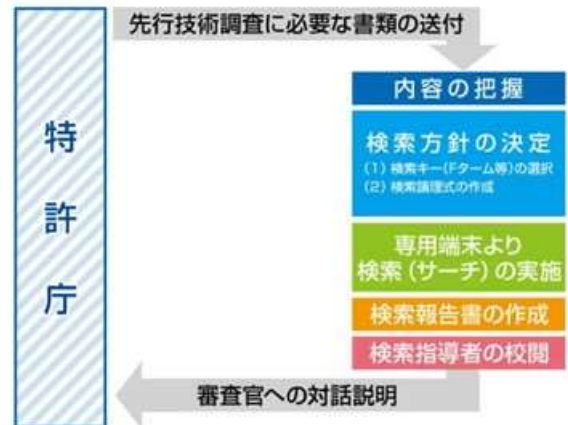 先行技術調査に必要な書類の送付
特許庁
内容の把握
検索方針の決定
(1) 検索キー(Fターム等)の選択
(2) 検索論理式の作成
専用端末より
検索(サーチ)の実施
検索報告書の作成
検索指導者の校閲
審査官への対話説明